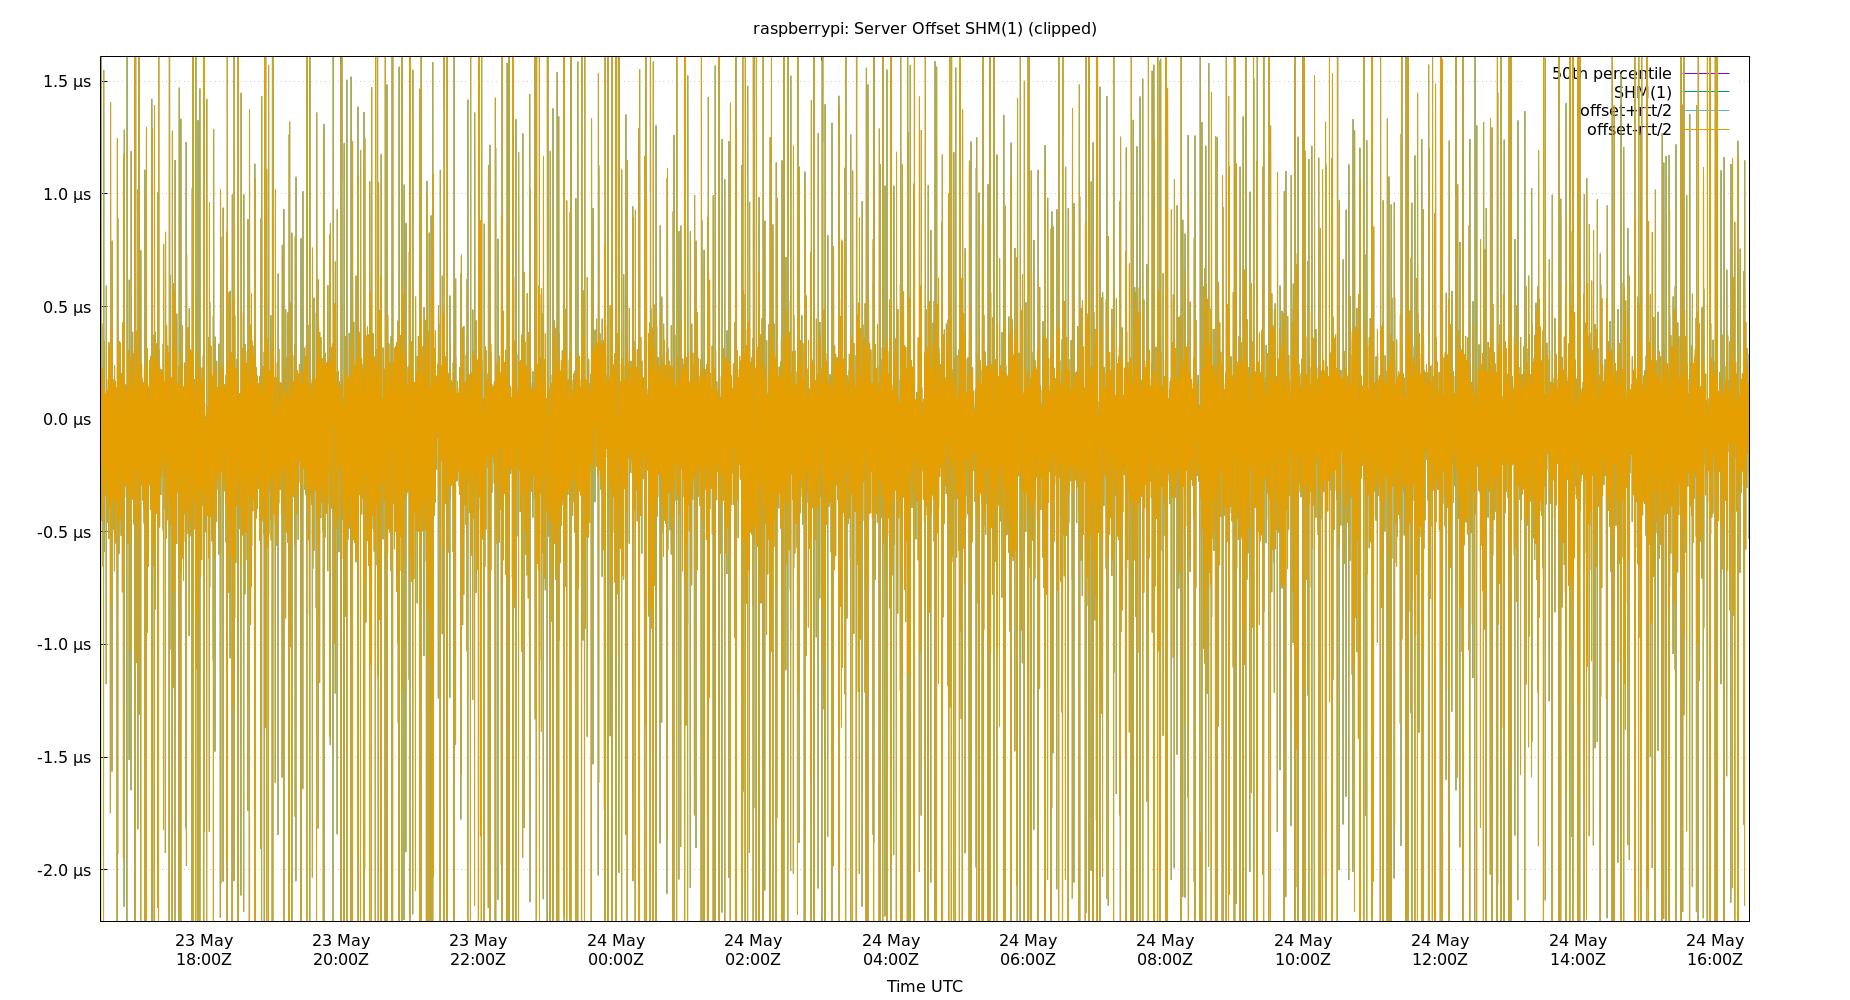 raspberrypi: Server Offset SHM(1) (clipped)
50th percentile
SHM(1)
offset+rtt/2
offset-rtt/2
1.5 µs
1.0 µs
0.5 µs
0.0 µs
-0.5 µs
-1.0 µs
-1.5 µs
-2.0 µs
23 May 23 May 23 May 24 May 24 May 24 May 24 May 24 May 24 May 24 May 24 May 24 May
18:00Z 20:00Z 22:00Z 00:00Z 02:00Z 04:00Z 06:00Z 08:00Z 10:00Z 12:00Z 14:00Z 16:00Z
Time UTC